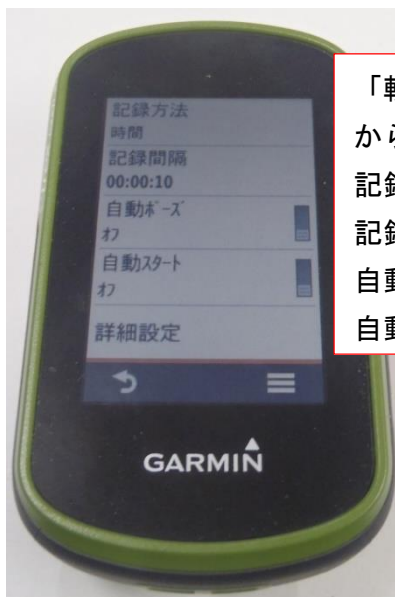 記録方法
時間
記録間隔
00:00:10
自動ポーズ
オフ
自動スタート
オフ
詳細設定
GARMIN
「軌
から
記録
記録
自動
自動